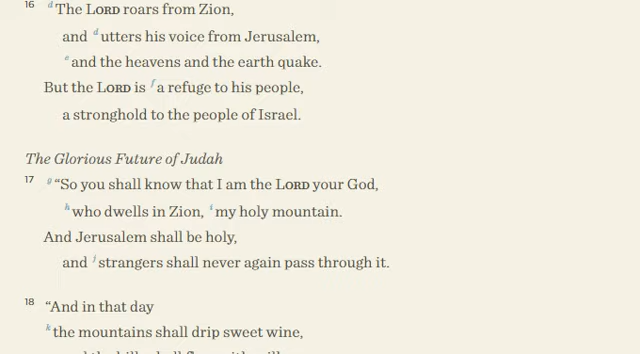 16 d The LORD roars from Zion,
and d utters his voice from Jerusalem,
e and the heavens and the earth quake.
But the LORD is f a refuge to his people,
a stronghold to the people of Israel.
The Glorious Future of Judah
17 g “So you shall know that I am the LORD your God,
h who dwells in Zion, i my holy mountain.
And Jerusalem shall be holy,
and j strangers shall never again pass through it.
18 “And in that day
k the mountains shall drip sweet wine,